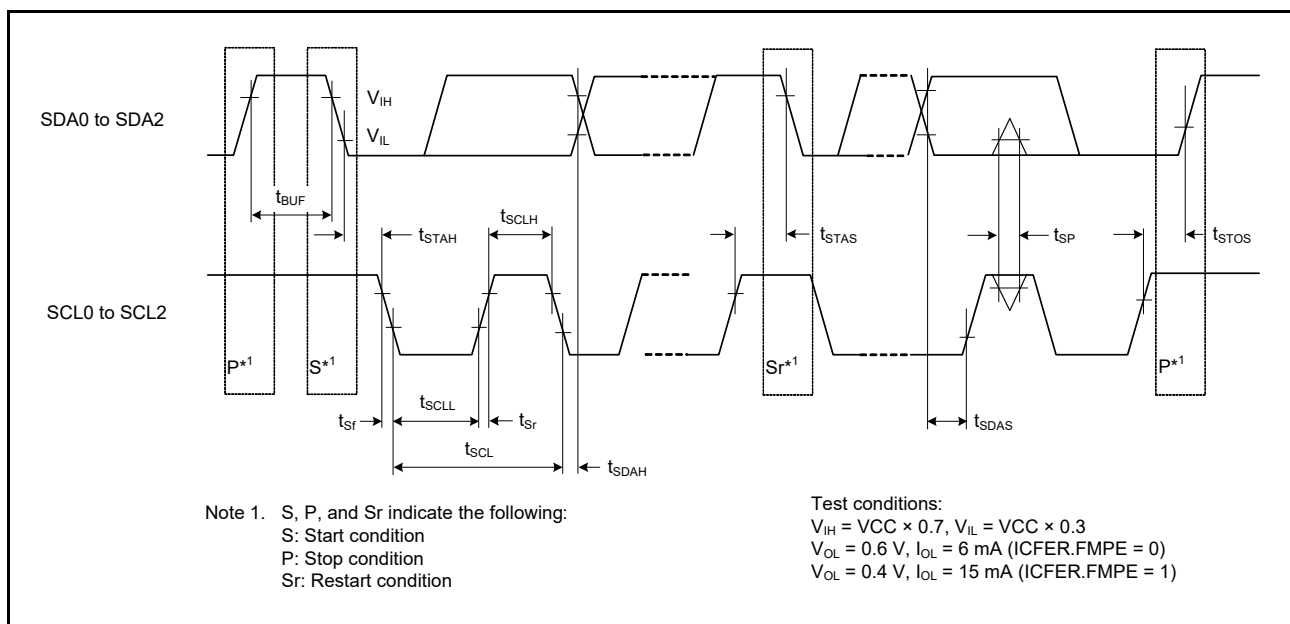 SDA0 to SDA2
VIH
VIL
tBUF
tSTAH
tSCLH
tSTAS
tSP
tSTOS
SCL0 to SCL2
P*1
S*1
Sr*1
P*1
tSf
tSCLL
tSr
tSDAS
tSCL
tSDAH
Note 1. S, P, and Sr indicate the following:
S: Start condition
P: Stop condition
Sr: Restart condition
Test conditions:
VIH = VCC × 0.7, VIL = VCC × 0.3
VOL = 0.6 V, IOL = 6 mA (ICFER.FMPE = 0)
VOL = 0.4 V, IOL = 15 mA (ICFER.FMPE = 1)